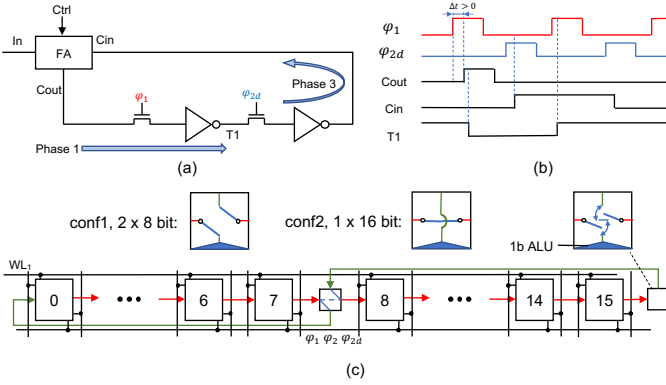 Ctrl
In
FA
Cin
Cout
φ1
φ2d
Phase 3
T1
Phase 1
(a)
Δt > 0
φ1
φ2d
Cout
Cin
T1
(b)
conf1, 2 x 8 bit:
conf2, 1 x 16 bit:
1b ALU
WL1
0
•••
6
7
8
•••
14
15
φ1 φ2 φ2d
(c)